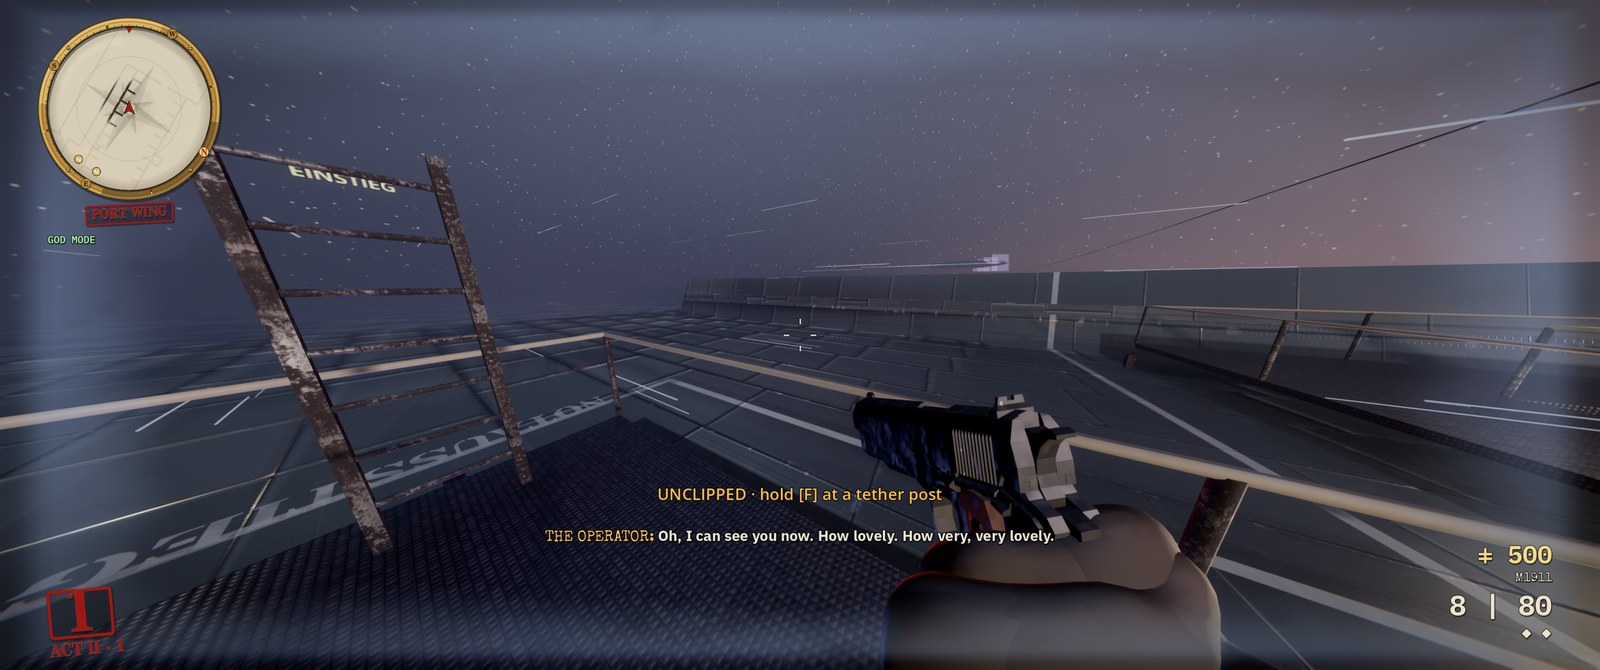 W
S
N
E
PORT WING
GOD MODE
EINSTIEG
UNCLIPPED · hold [F] at a tether post
THE OPERATOR: Oh, I can see you now. How lovely. How very, very lovely.
500
M1911
8 | 80
I
ACT II · 1